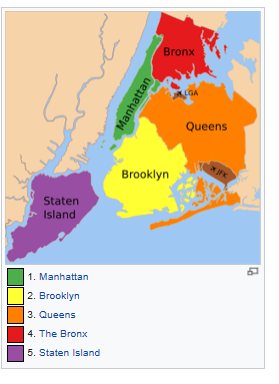 Bronx
LGA
Manhattan
Queens
JFK
Brooklyn
Staten
Island
1. Manhattan
2. Brooklyn
3. Queens
4. The Bronx
5. Staten Island